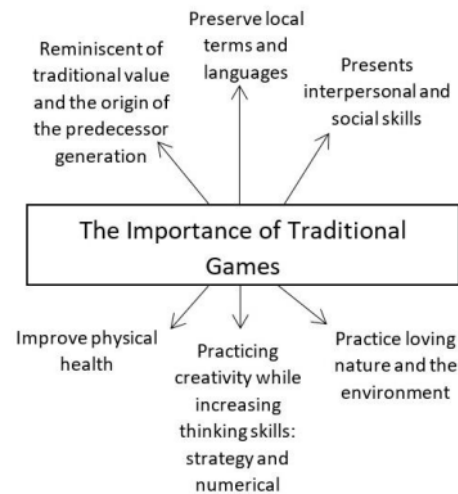 Reminiscent of
traditional value
and the origin of
the predecessor
generation
Preserve local
terms and
languages
Presents
interpersonal and
social skills
The Importance of Traditional
Games
Improve physical
health
Practicing
creativity while
increasing
thinking skills:
strategy and
numerical
Practice loving
nature and the
environment